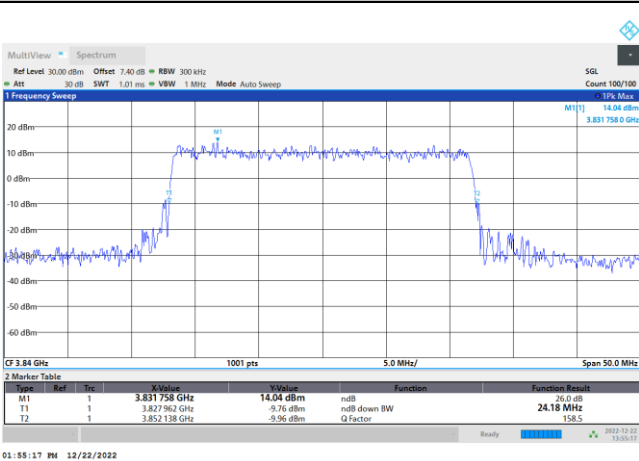 MultiView Spectrum
Ref Level 30.00 dBm Offset 7.40 dB RBW 300 kHz SGL
Att 30 dB SWT 1.01 ms VBW 1 MHz Mode Auto Sweep Count 100/100
1 Frequency Sweep 1Pk Max
M1[1] 14.04 dBm
3.831 758 0 GHz
M1
20 dBm
10 dBm
0 dBm
T1 T2
-10 dBm
-20 dBm
-30 dBm
-40 dBm
-50 dBm
-60 dBm
CF 3.84 GHz 1001 pts 5.0 MHz/ Span 50.0 MHz
2 Marker Table
Type Ref Trc X-Value Y-Value Function Function Result
M1 1 3.831 758 GHz 14.04 dBm ndB 26.0 dB
T1 1 3.827 962 GHz -9.76 dBm ndB down BW 24.18 MHz
T2 1 3.852 138 GHz -9.96 dBm Q Factor 158.5
Ready 2022-12-22
13:55:17
01:55:17 PM 12/22/2022